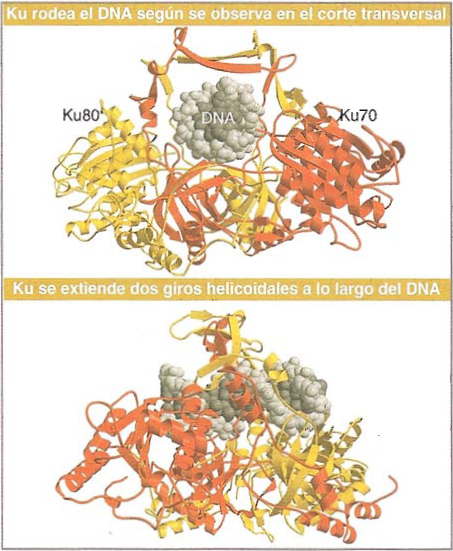 Ku rodea el DNA según se observa en el corte transversal
Ku80
DNA
Ku70
Ku se extiende dos giros helicoidales a lo largo del DNA